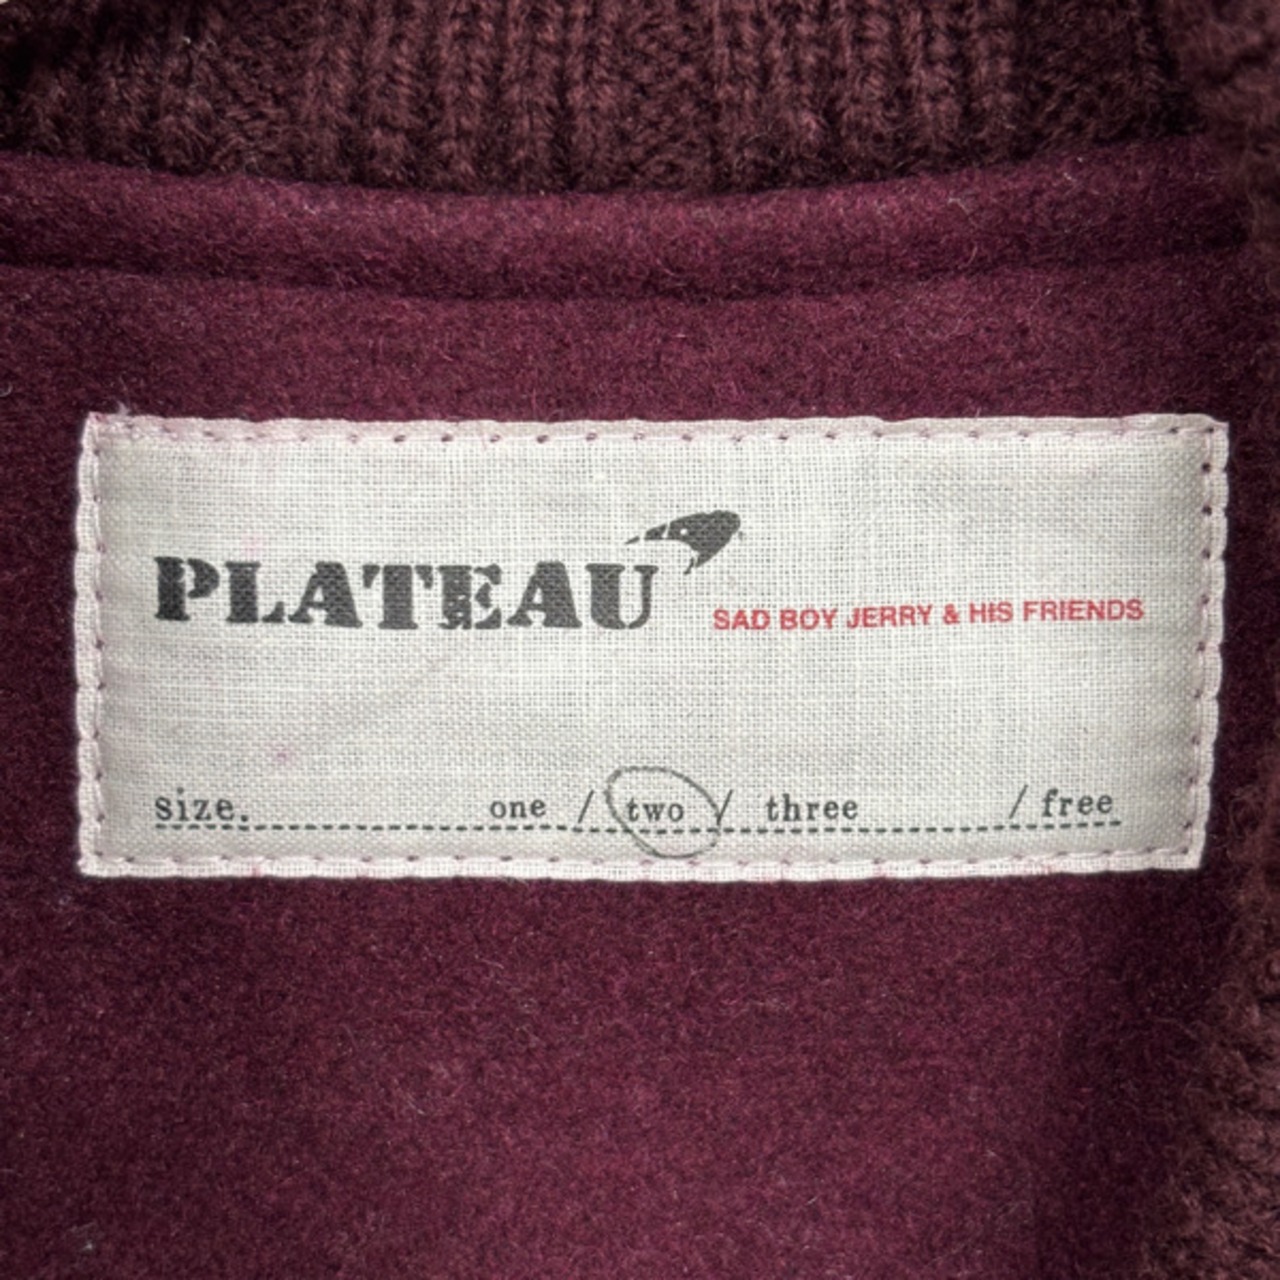 PLATEAU
SAD BOY JERRY & HIS FRIENDS
size. one / two / three / free